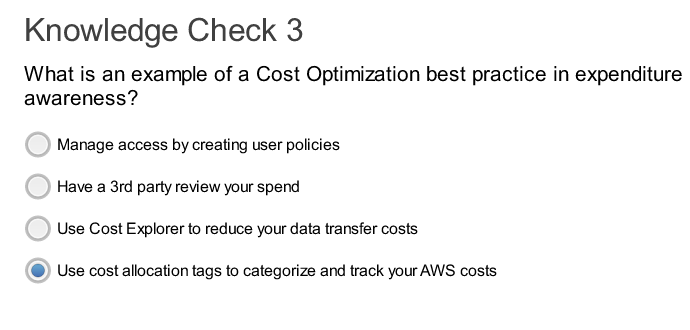 Knowledge Check 3
What is an example of a Cost Optimization best practice in expenditure
awareness?
Manage access by creating user policies
Have a 3rd party review your spend
Use Cost Explorer to reduce your data transfer costs
Use cost allocation tags to categorize and track your AWS costs